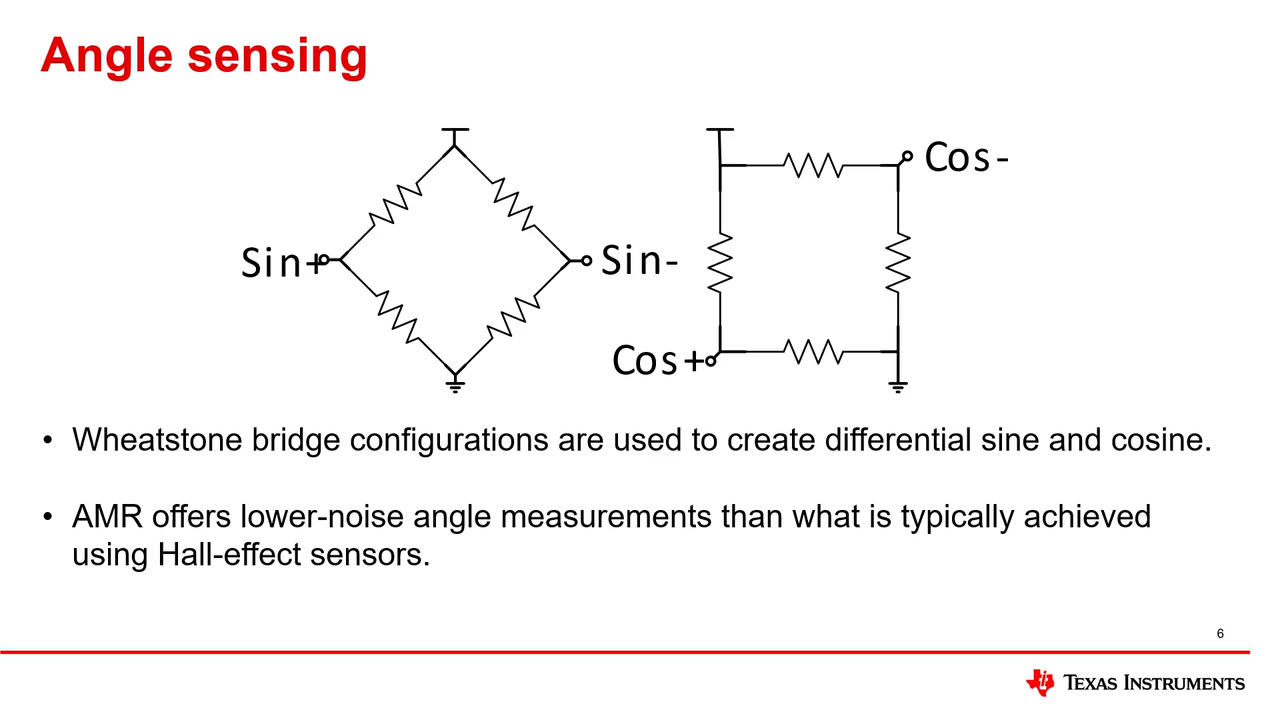 Angle sensing
Cos-
Sin+
Sin-
Cos+
• Wheatstone bridge configurations are used to create differential sine and cosine.
• AMR offers lower-noise angle measurements than what is typically achieved
using Hall-effect sensors.
6
TEXAS INSTRUMENTS